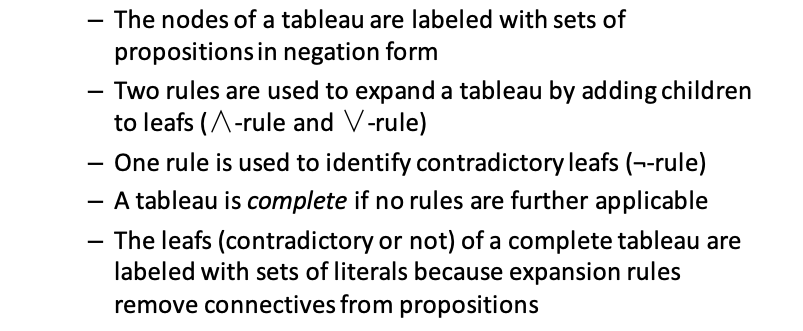 – The nodes of a tableau are labeled with sets of
propositions in negation form
– Two rules are used to expand a tableau by adding children
to leafs (⋀-rule and ⋁-rule)
– One rule is used to identify contradictory leafs (¬-rule)
– A tableau is complete if no rules are further applicable
– The leafs (contradictory or not) of a complete tableau are
labeled with sets of literals because expansion rules
remove connectives from propositions